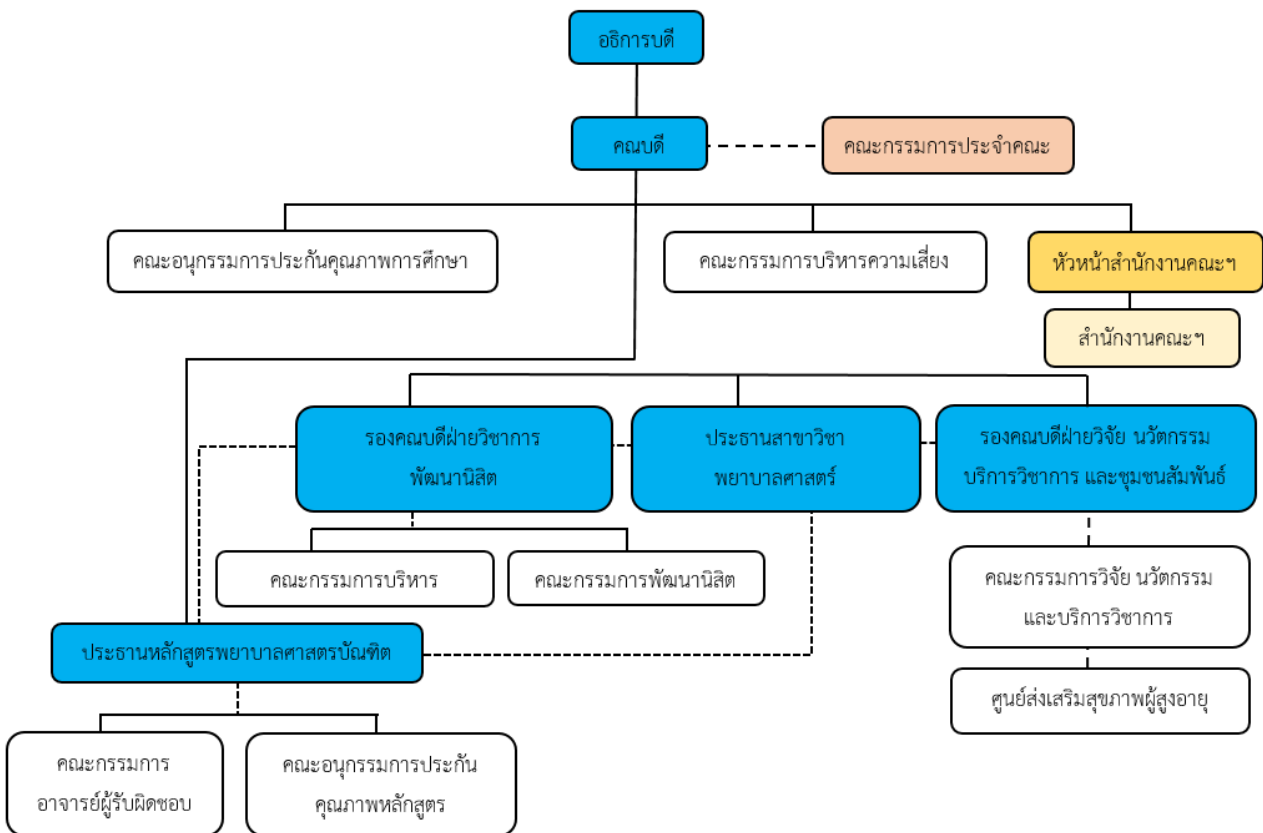 อธิการบดี
คณบดี
คณะกรรมการประจำคณะ
คณะอนุกรรมการประกันคุณภาพการศึกษา
คณะกรรมการบริหารความเสี่ยง
หัวหน้าสำนักงานคณะฯ
สำนักงานคณะฯ
รองคณบดีฝ่ายวิชาการ
พัฒนานิสิต
ประธานสาขาวิชา
พยาบาลศาสตร์
รองคณบดีฝ่ายวิจัย นวัตกรรม
บริการวิชาการ และชุมชนสัมพันธ์
คณะกรรมการบริหาร
คณะกรรมการพัฒนานิสิต
คณะกรรมการวิจัย นวัตกรรม
และบริการวิชาการ
ประธานหลักสูตรพยาบาลศาสตรบัณฑิต
ศูนย์ส่งเสริมสุขภาพผู้สูงอายุ
คณะกรรมการ
อาจารย์ผู้รับผิดชอบ
คณะอนุกรรมการประกัน
คุณภาพหลักสูตร